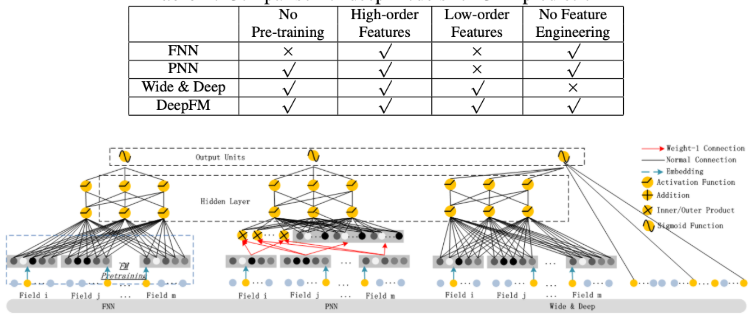 No
Pre-training
High-order
Features
Low-order
Features
No Feature
Engineering
FNN × √ × √
PNN √ √ × √
Wide & Deep √ √ √ ×
DeepFM √ √ √ √
Output Units
Hidden Layer
Weight-1 Connection
Normal Connection
Embedding
Activation Function
Addition
Inner/Outer Product
Sigmoid Function
FM
Pretraining
... ... ...
Field i Field j ... Field m
Field i Field j ... Field m
Field i Field j ... Field m
FNN PNN Wide & Deep